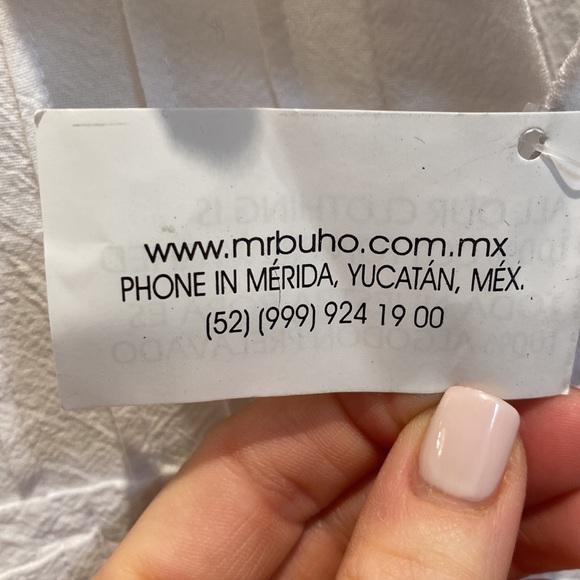 www.mrbuho.com.mx
PHONE IN MÉRIDA, YUCATÁN, MÉX.
(52) (999) 924 19 00